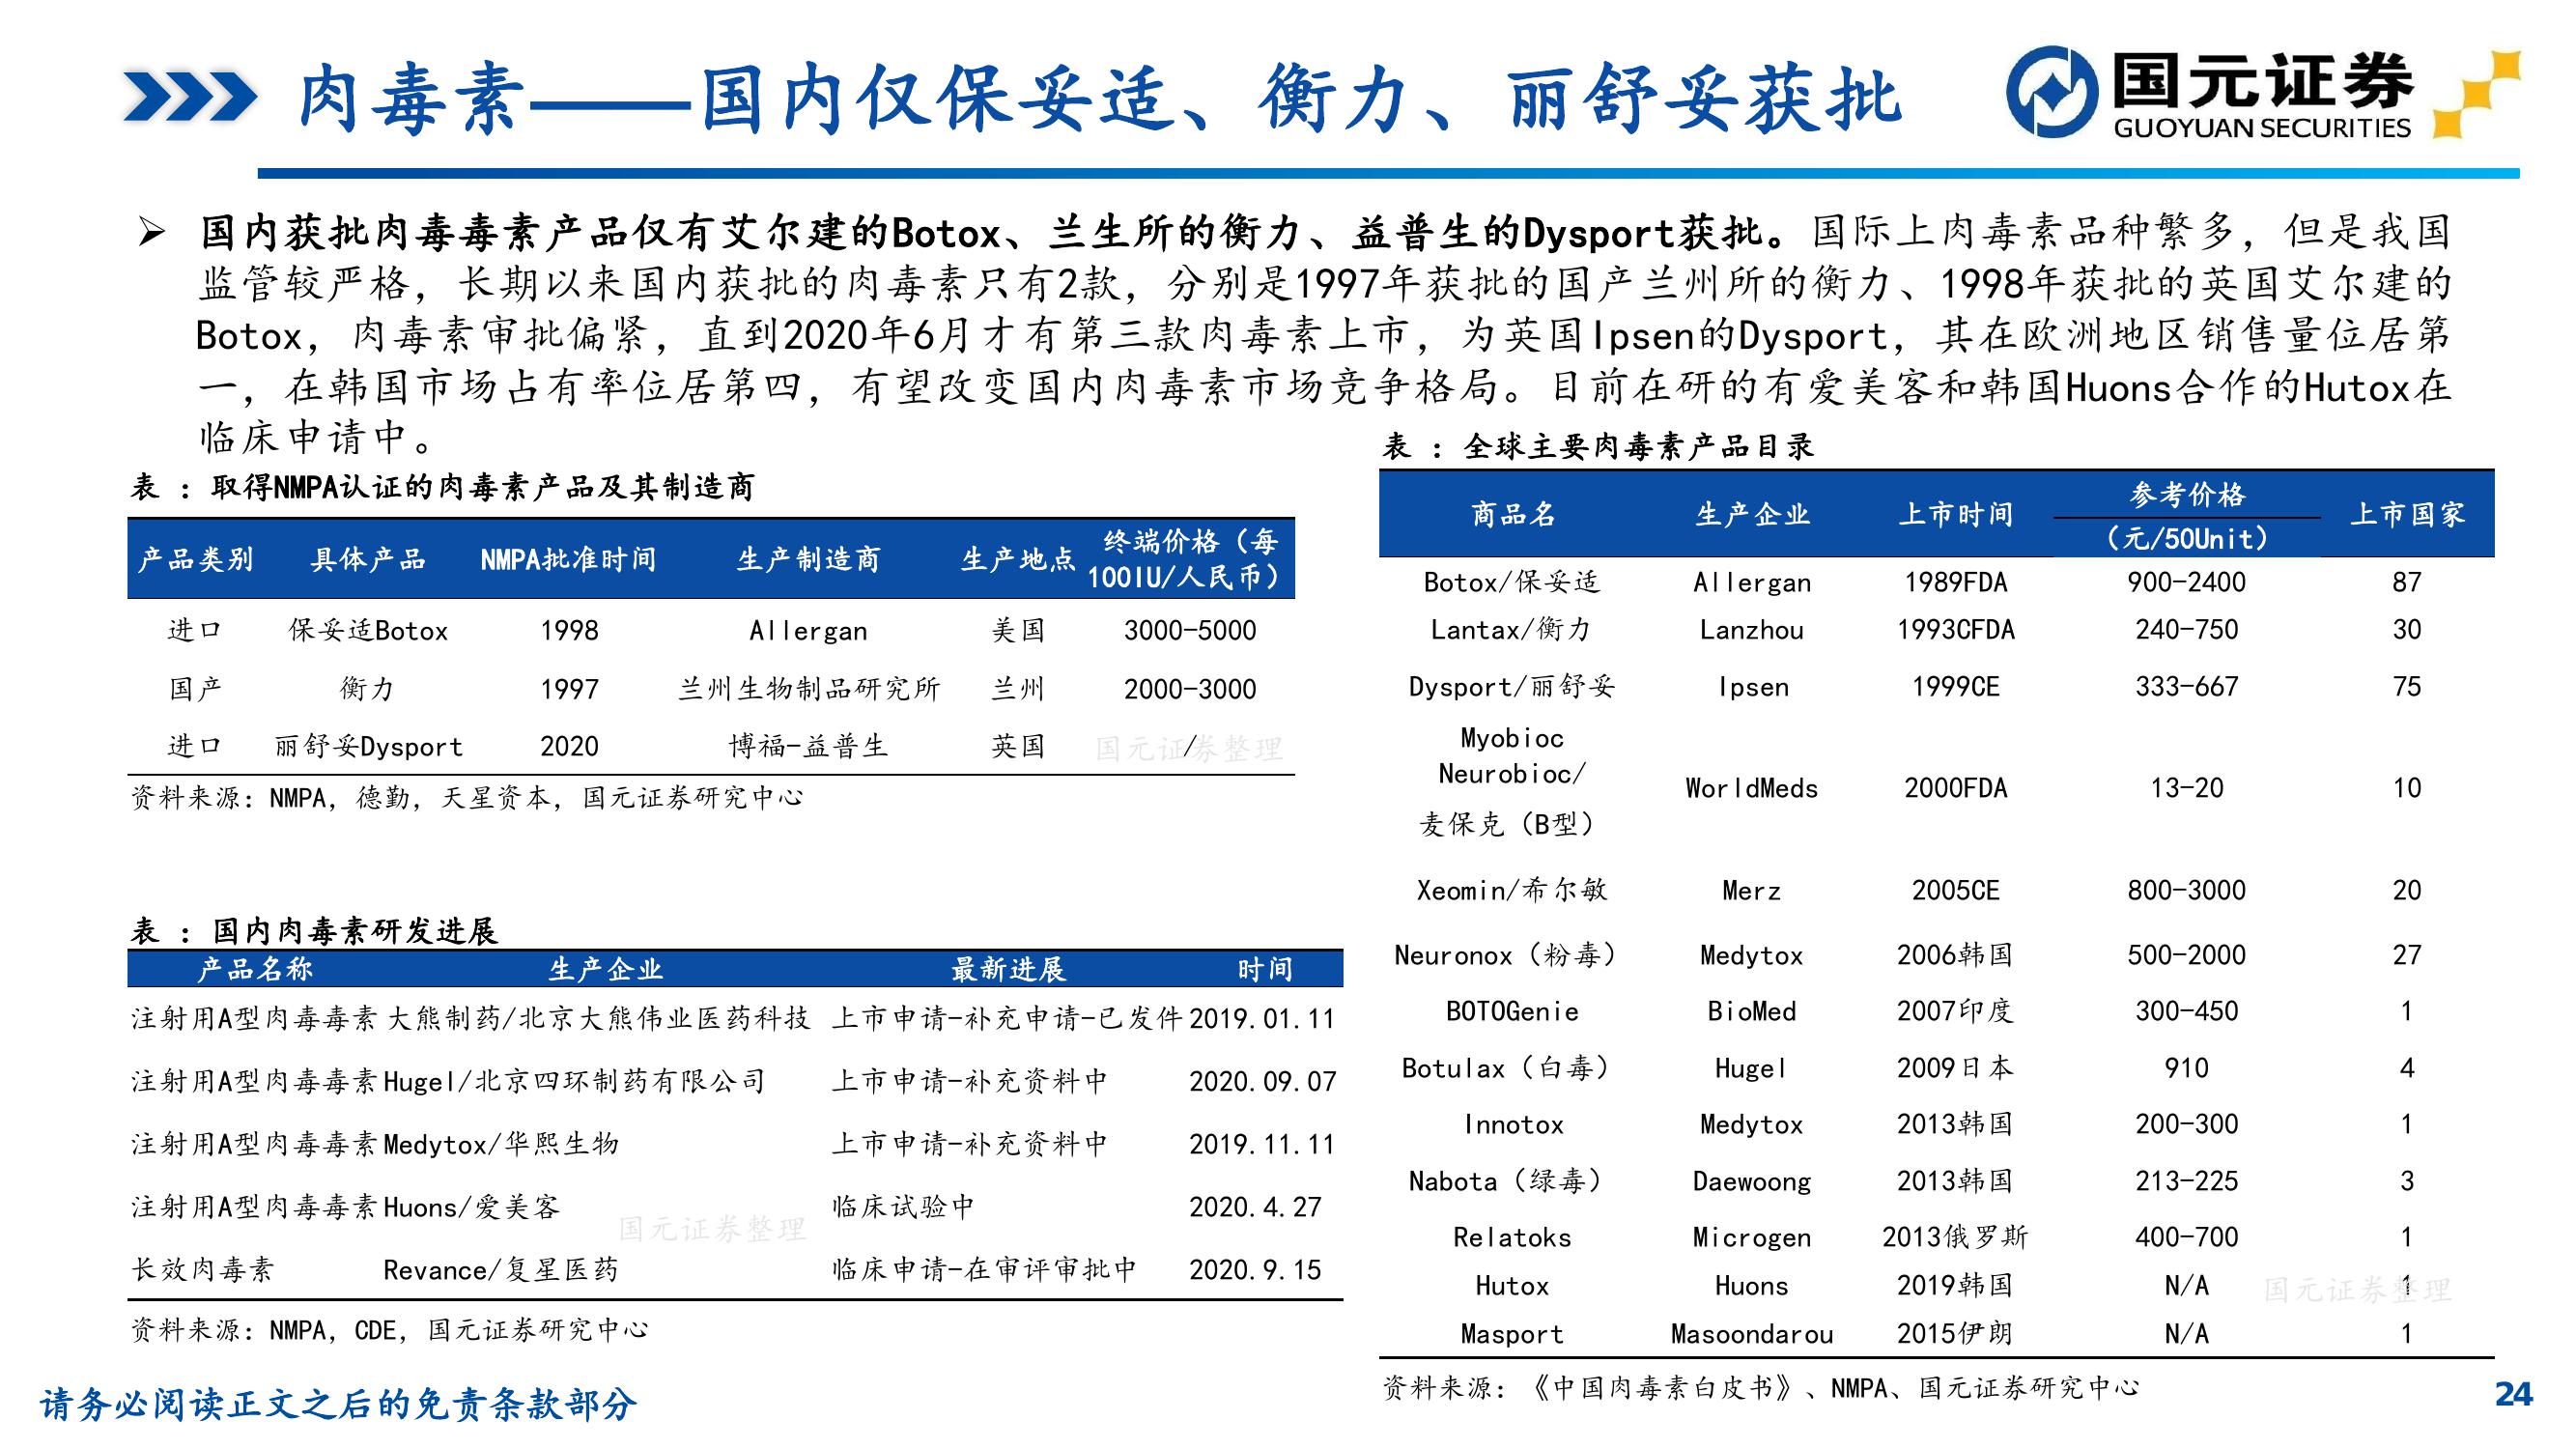 肉毒素——国内仅保妥适、衡力、丽舒妥获批
国元证券
GUOYUAN SECURITIES
国内获批肉毒毒素产品仅有艾尔建的Botox、兰生所的衡力、益普生的Dysport获批。国际上肉毒素品种繁多，但是我国
监管较严格，长期以来国内获批的肉毒素只有2款，分别是1997年获批的国产兰州所的衡力、1998年获批的英国艾尔建的
Botox，肉毒素审批偏紧，直到2020年6月才有第三款肉毒素上市，为英国Ipsen的Dysport，其在欧洲地区销售量位居第
一，在韩国市场占有率位居第四，有望改变国内肉毒素市场竞争格局。目前在研的有爱美客和韩国Huons合作的Hutox在
临床申请中。
表 ：取得NMPA认证的肉毒素产品及其制造商
产品类别 具体产品 NMPA批准时间 生产制造商 生产地点 终端价格（每
100IU/人民币）
进口 保妥适Botox 1998 Allergan 美国 3000-5000
国产 衡力 1997 兰州生物制品研究所 兰州 2000-3000
进口 丽舒妥Dysport 2020 博福-益普生 英国 /
国元证券整理
资料来源：NMPA，德勤，天星资本，国元证券研究中心
表 ：国内肉毒素研发进展
产品名称 生产企业 最新进展 时间
注射用A型肉毒毒素 大熊制药/北京大熊伟业医药科技 上市申请-补充申请-已发件 2019.01.11
注射用A型肉毒毒素 Hugel/北京四环制药有限公司 上市申请-补充资料中 2020.09.07
注射用A型肉毒毒素 Medytox/华熙生物 上市申请-补充资料中 2019.11.11
注射用A型肉毒毒素 Huons/爱美客 临床试验中 2020.4.27
国元证券整理
长效肉毒素 Revance/复星医药 临床申请-在审评审批中 2020.9.15
资料来源：NMPA，CDE，国元证券研究中心
表 ：全球主要肉毒素产品目录
商品名 生产企业 上市时间 参考价格 上市国家
（元/50Unit）
Botox/保妥适 Allergan 1989FDA 900-2400 87
Lantax/衡力 Lanzhou 1993CFDA 240-750 30
Dysport/丽舒妥 Ipsen 1999CE 333-667 75
Myobioc
Neurobioc/
麦保克（B型） WorldMeds 2000FDA 13-20 10
Xeomin/希尔敏 Merz 2005CE 800-3000 20
Neuronox（粉毒） Medytox 2006韩国 500-2000 27
BOTOGenie BioMed 2007印度 300-450 1
Botulax（白毒） Hugel 2009日本 910 4
Innotox Medytox 2013韩国 200-300 1
Nabota（绿毒） Daewoong 2013韩国 213-225 3
Relatoks Microgen 2013俄罗斯 400-700 1
Hutox Huons 2019韩国 N/A 1
国元证券整理
Masport Masoondarou 2015伊朗 N/A 1
资料来源：《中国肉毒素白皮书》、NMPA、国元证券研究中心
请务必阅读正文之后的免责条款部分
24